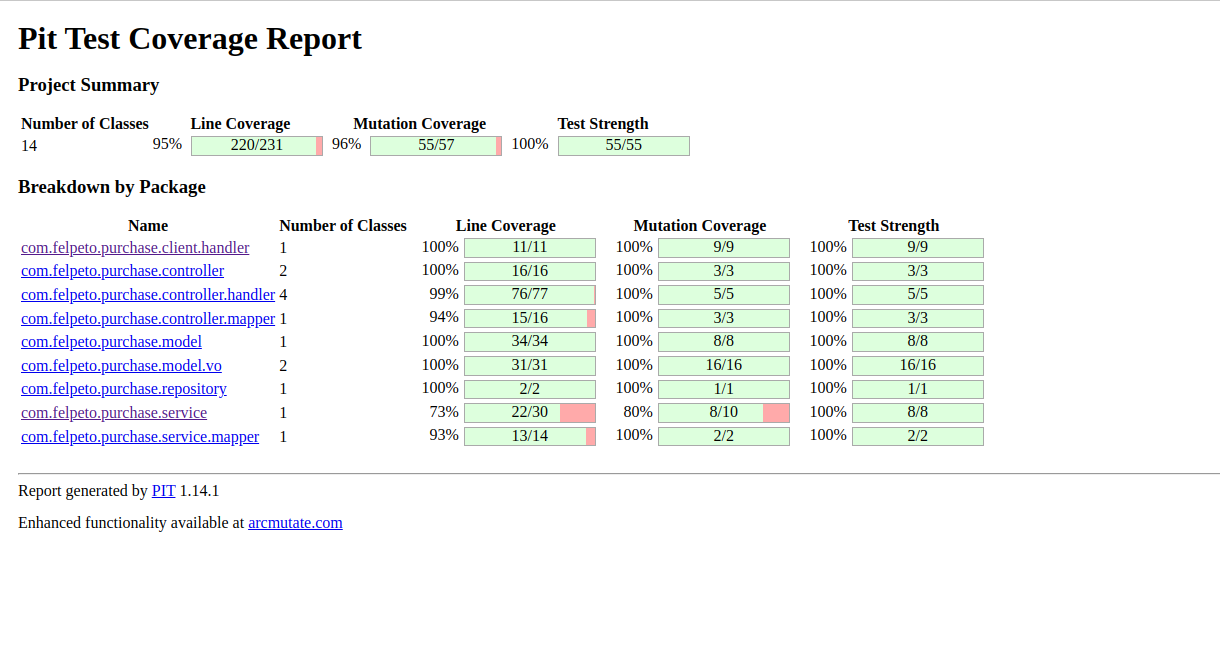 Pit Test Coverage Report
Project Summary
Number of Classes Line Coverage Mutation Coverage Test Strength
14 95% 220/231 96% 55/57 100% 55/55
Breakdown by Package
Name Number of Classes Line Coverage Mutation Coverage Test Strength
com.felpeto.purchase.client.handler 1 100% 11/11 100% 9/9 100% 9/9
com.felpeto.purchase.controller 2 100% 16/16 100% 3/3 100% 3/3
com.felpeto.purchase.controller.handler 4 99% 76/77 100% 5/5 100% 5/5
com.felpeto.purchase.controller.mapper 1 94% 15/16 100% 3/3 100% 3/3
com.felpeto.purchase.model 1 100% 34/34 100% 8/8 100% 8/8
com.felpeto.purchase.model.vo 2 100% 31/31 100% 16/16 100% 16/16
com.felpeto.purchase.repository 1 100% 2/2 100% 1/1 100% 1/1
com.felpeto.purchase.service 1 73% 22/30 80% 8/10 100% 8/8
com.felpeto.purchase.service.mapper 1 93% 13/14 100% 2/2 100% 2/2
Report generated by PIT 1.14.1
Enhanced functionality available at arcmutate.com